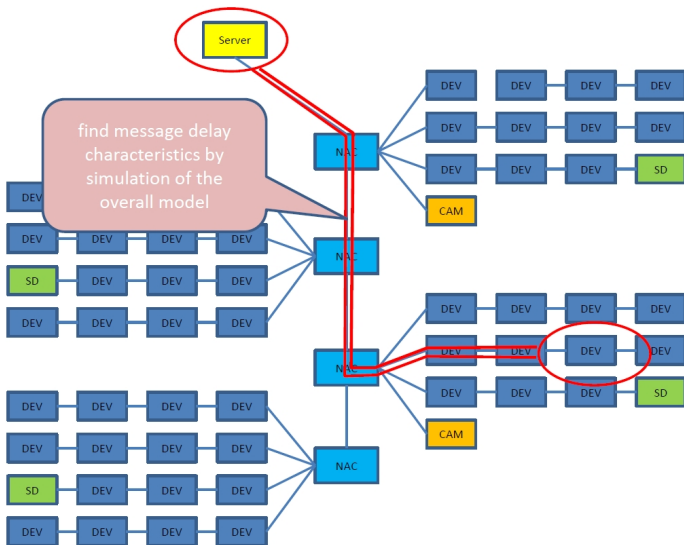 Server
DEV DEV DEV DEV
DEV DEV DEV DEV
find message delay
characteristics by
simulation of the
overall model
NAC
DEV DEV DEV SD
CAM
DEV
DEV DEV DEV DEV
NAC
SD DEV DEV DEV
DEV DEV DEV DEV
DEV DEV DEV DEV
DEV DEV DEV DEV
NAC
DEV DEV DEV SD
CAM
DEV DEV DEV DEV
DEV DEV DEV DEV
NAC
SD DEV DEV DEV
DEV DEV DEV DEV